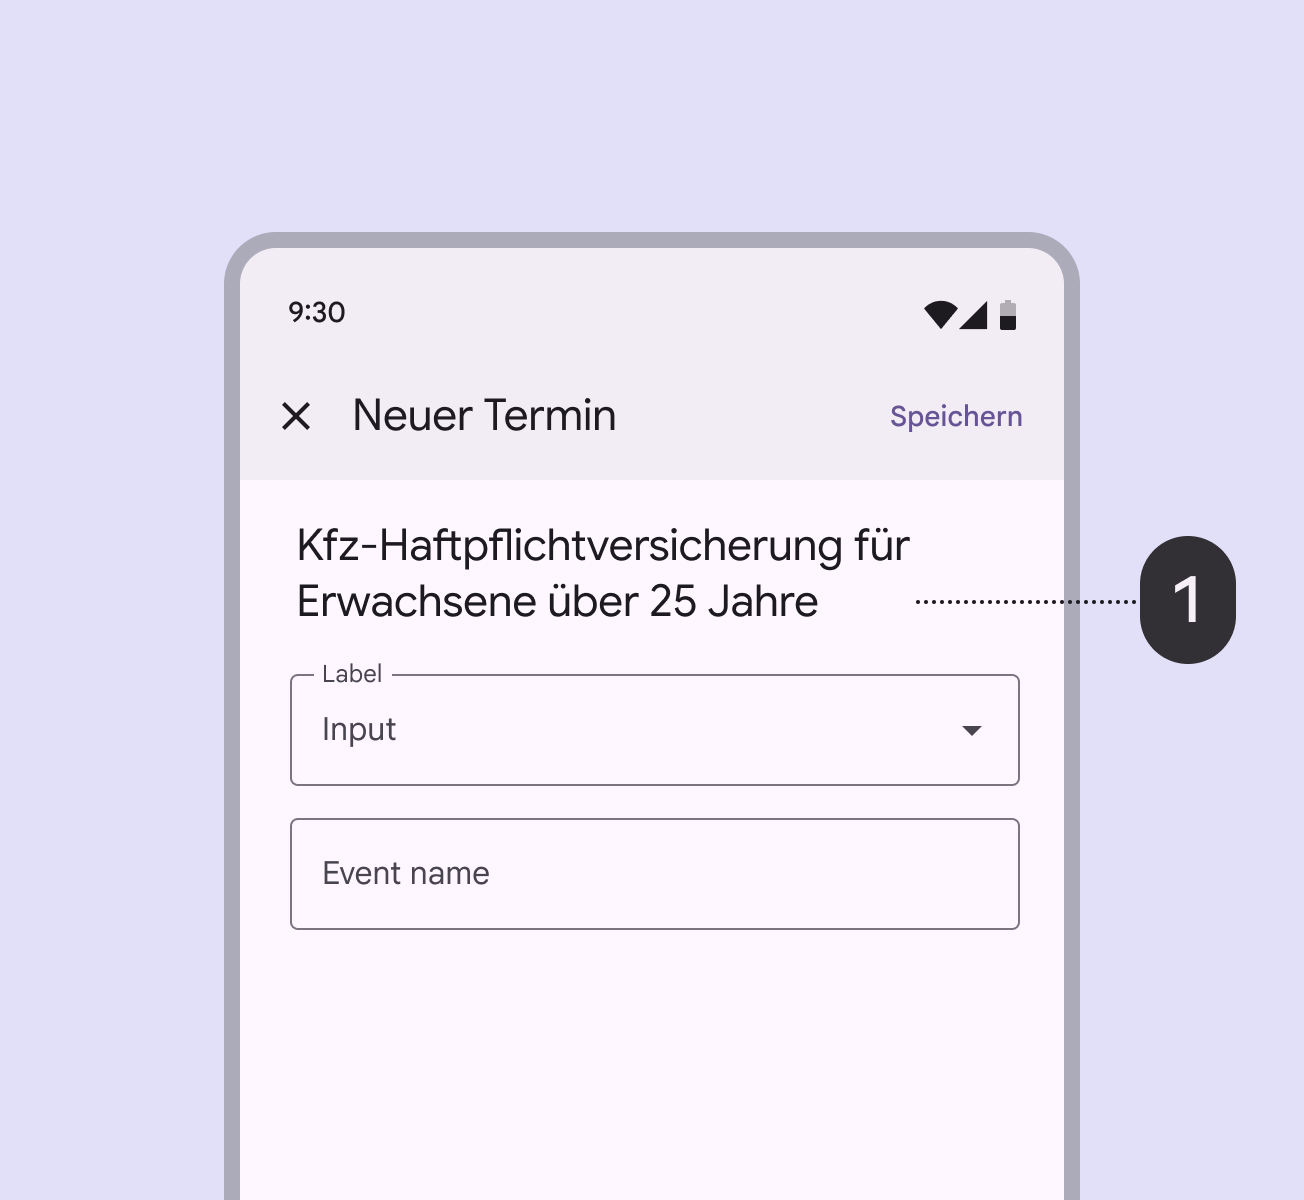 9:30
Neuer Termin
Speichern
Kfz-Haftpflichtversicherung für
Erwachsene über 25 Jahre
1
Label
Input
Event name